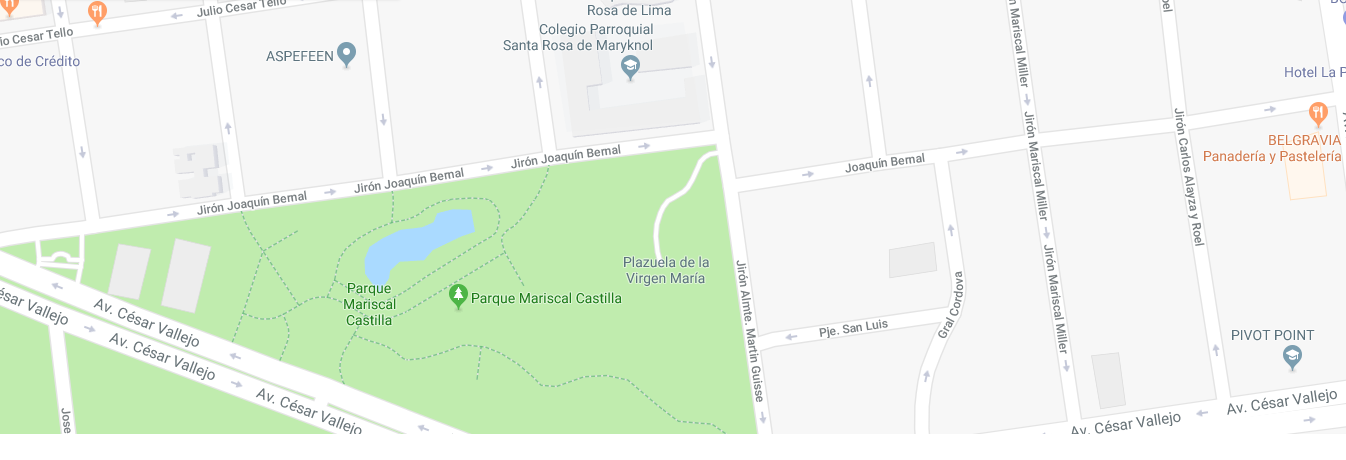 Julio Cesar Tello
io Cesar Tello
co de Crédito
ASPEFEEN
Rosa de Lima
Colegio Parroquial
Santa Rosa de Maryknol
Jirón Mariscal Miller
Hotel La P
BELGRAVIA
Panadería y Pastelería
Jirón Joaquín Bernal
Jirón Joaquín Bernal
Jirón Joaquín Bernal
Joaquín Bernal
Jirón Mariscal Miller
Jirón Mariscal Miller
Jirón Carlos Alayza y Roel
Plazuela de la
Virgen María
Parque
Mariscal
Castilla
Parque Mariscal Castilla
Jirón Almte. Martín Guisse
Pje. San Luis
Gral Cordova
PIVOT POINT
Av. César Vallejo
ésar Vallejo
Av. César Vallejo
Av. César Vallejo
Av. César Vallejo
Av. César Vallejo
Jose